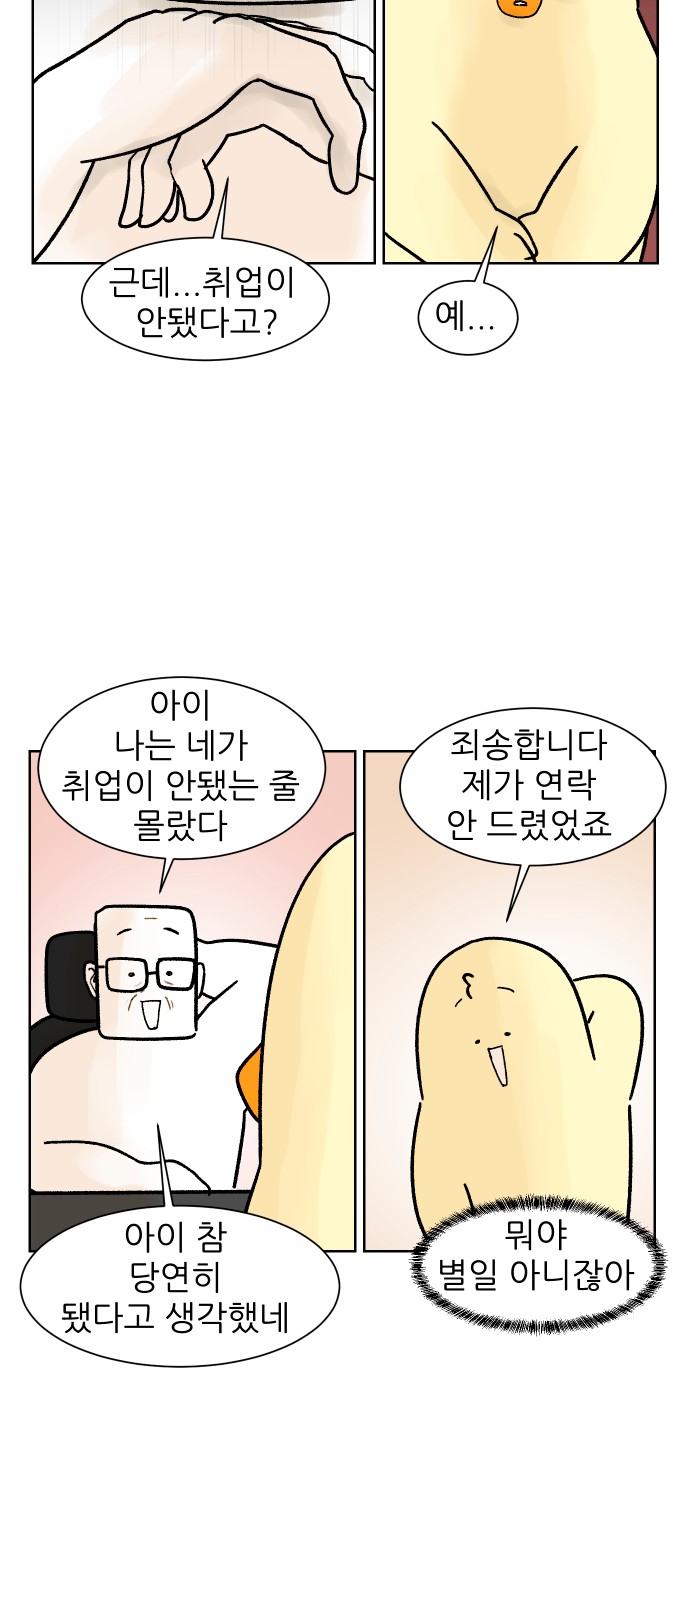 근데...취업이
안됐다고?
예...
아이
나는 네가
취업이 안됐는 줄
몰랐다
죄송합니다
제가 연락
안 드렸었죠
아이 참
당연히
됐다고 생각했네
뭐야
별일 아니잖아